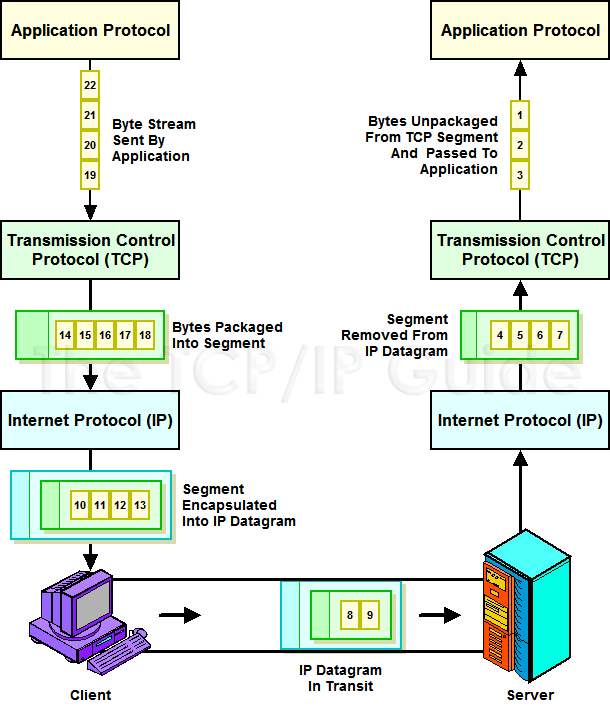 Application Protocol
22
21
20
19
Byte Stream
Sent By
Application
Transmission Control
Protocol (TCP)
14 15 16 17 18
Bytes Packaged
Into Segment
Internet Protocol (IP)
10 11 12 13
Segment
Encapsulated
Into IP Datagram
Client
8 9
IP Datagram
In Transit
Application Protocol
Bytes Unpackaged
From TCP Segment
And Passed To
Application
1
2
3
Transmission Control
Protocol (TCP)
Segment
Removed From
IP Datagram
4 5 6 7
Internet Protocol (IP)
Server
The TCP/IP Guide